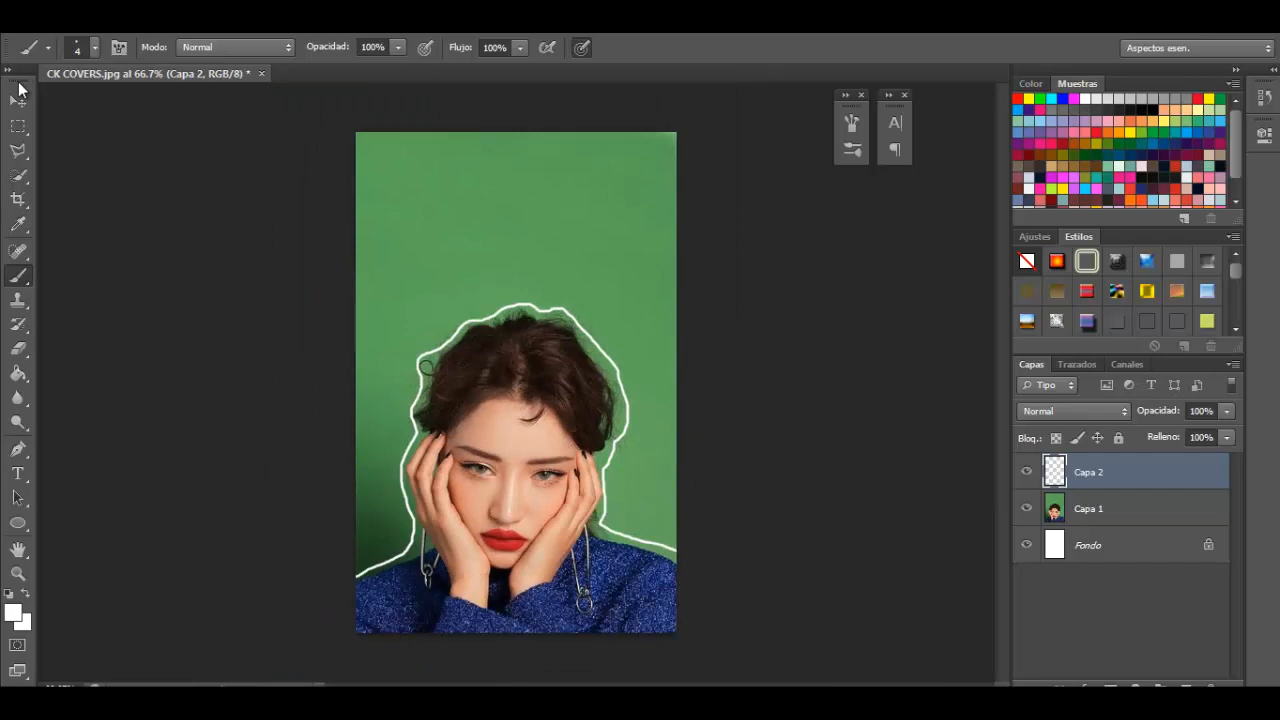 4 Modo: Normal Opacidad: 100% Flujo: 100% Aspectos esen.
CK COVERS.jpg al 66.7% (Capa 2, RGB/8) *
Color Muestras
Ajustes Estilos
Capas Trazados Canales
Tipo
Normal Opacidad: 100%
Bloq.: Relleno: 100%
Capa 2
Capa 1
Fondo